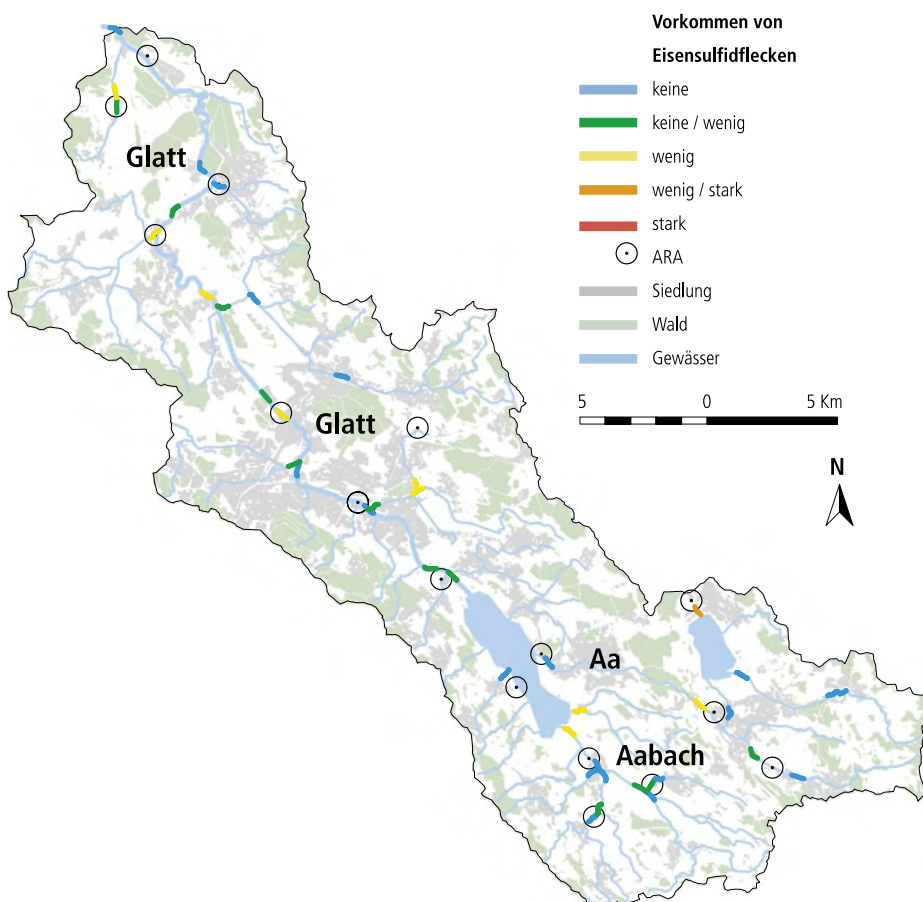 Vorkommen von
Eisensulfidflecken
keine
keine / wenig
wenig
wenig / stark
stark
ARA
Siedlung
Wald
Gewässer
5 0 5 Km
N
Glatt
Glatt
Aa
Aabach